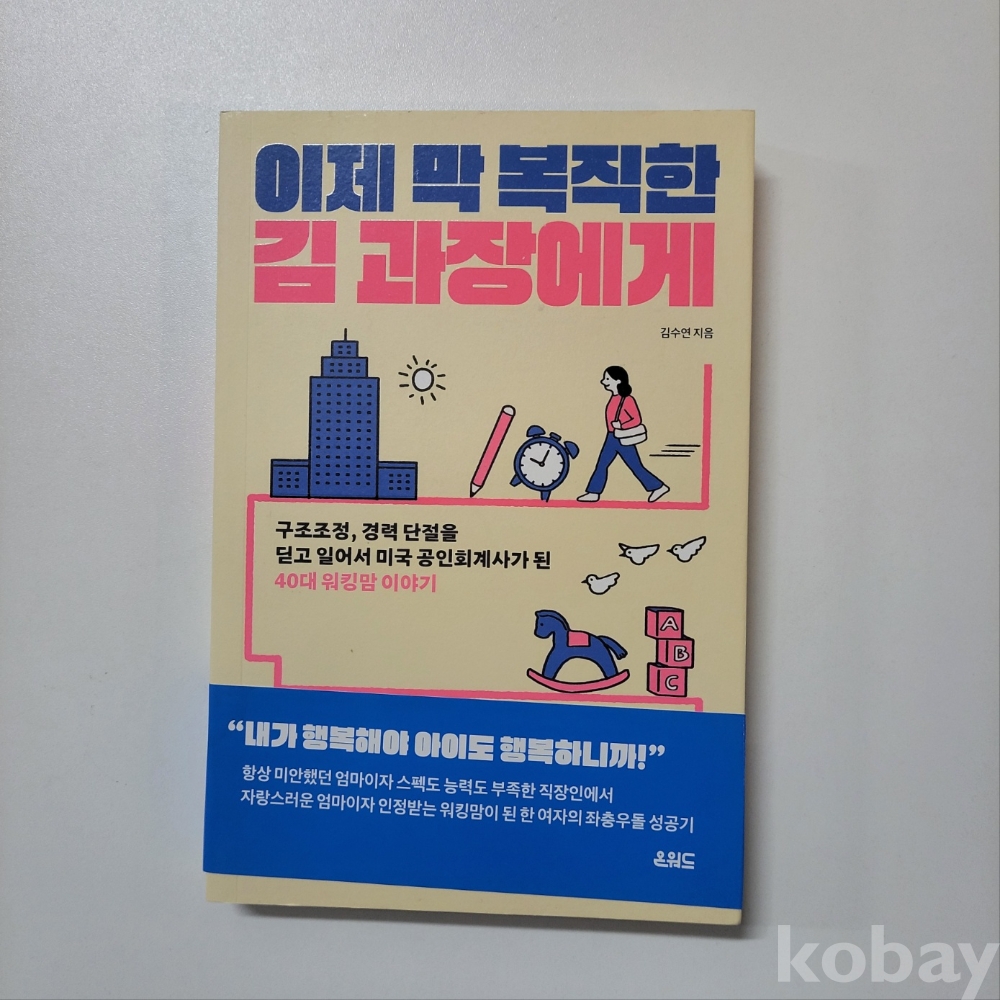 이제 막 복직한
김 과장에게
김수연 지음
구조조정, 경력 단절을
딛고 일어서 미국 공인회계사가 된
40대 워킹맘 이야기
A
B
C
“내가 행복해야 아이도 행복하니까!”
항상 미안했던 엄마이자 스펙도 능력도 부족한 직장인에서
자랑스러운 엄마이자 인정받는 워킹맘이 된 한 여자의 좌충우돌 성공기
온워드
kobay